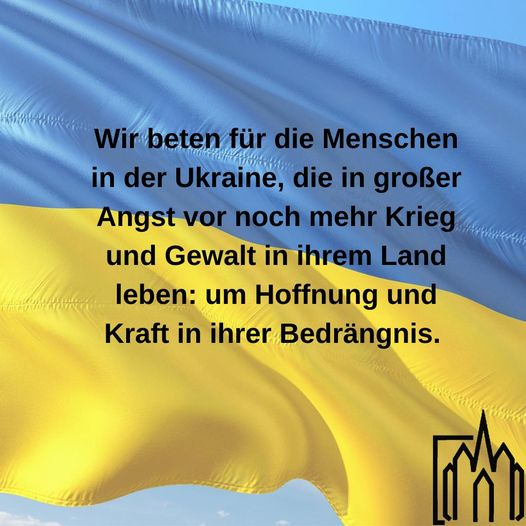 Wir beten für die Menschen
in der Ukraine, die in großer
Angst vor noch mehr Krieg
und Gewalt in ihrem Land
leben: um Hoffnung und
Kraft in ihrer Bedrängnis.